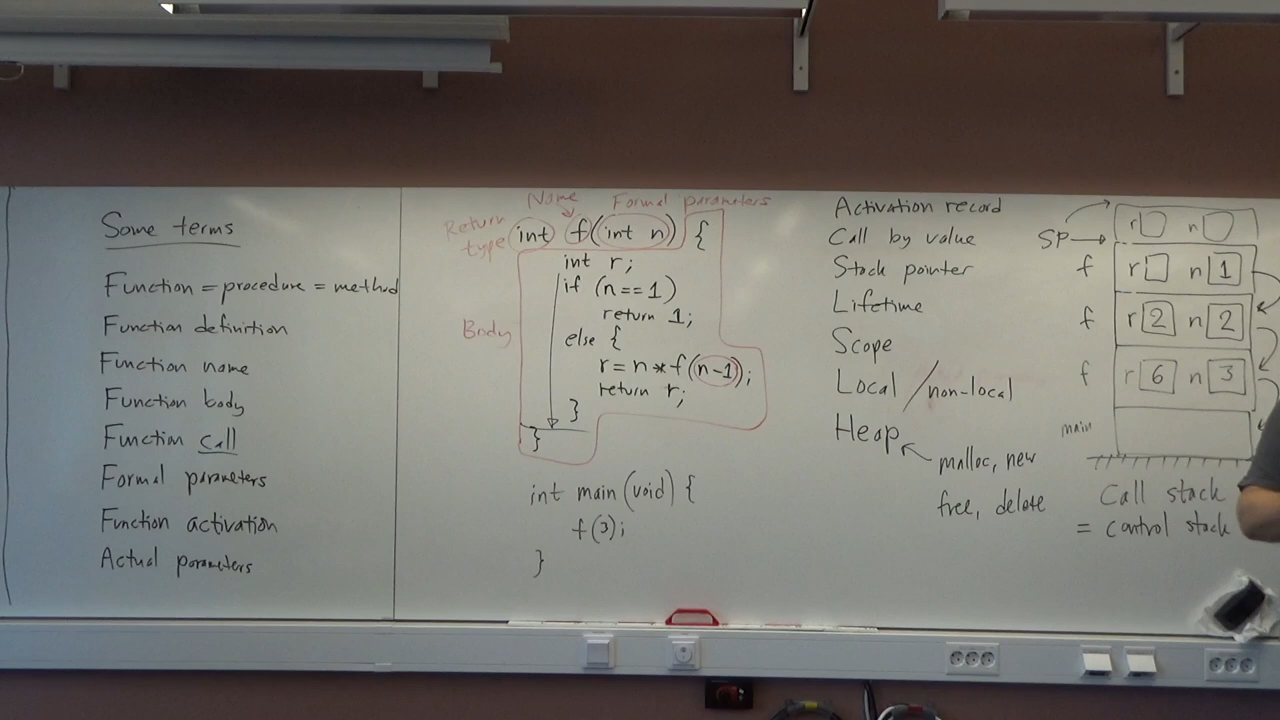 Some terms
Function = procedure = method
Function definition
Function name
Function body
Function call
Formal parameters
Function activation
Actual parameters
Name
Formal parameters
Return
type
int f(int n) {
int r;
if (n==1)
return 1;
else {
r=n*f(n-1);
return r;
}
}
Body
int main(void) {
f(3);
}
Activation record
Call by value
Stack pointer
Lifetime
Scope
Local / non-local
Heap
malloc, new
free, delete
r n
SP
f r n 1
f r 2 n 2
f r 6 n 3
main
Call stack
= control stack